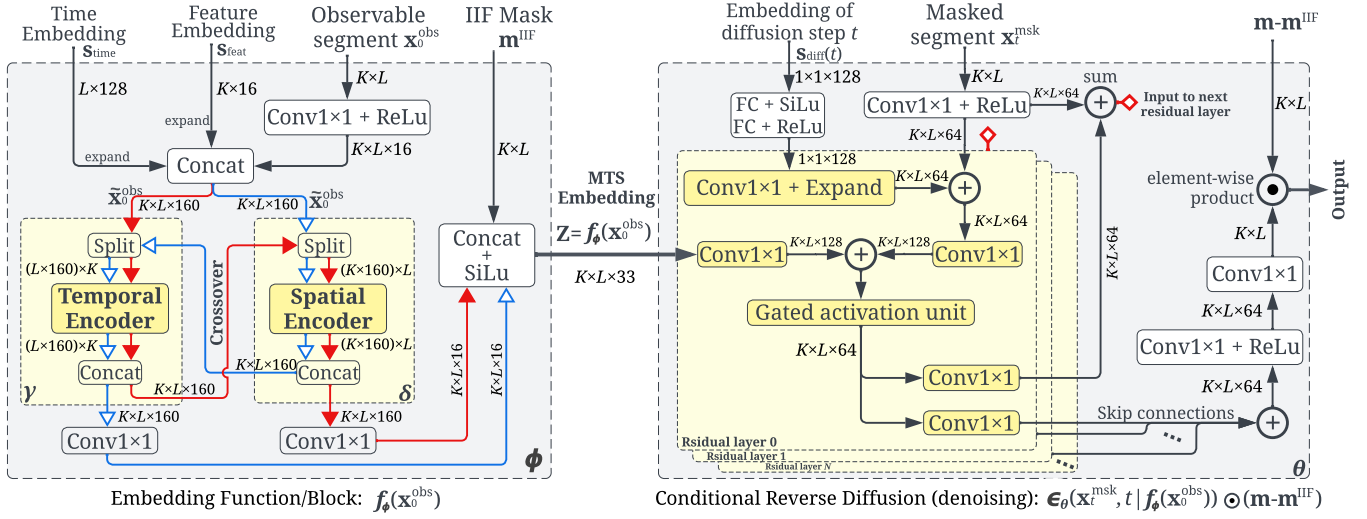 Time
Embedding
s_time
Feature
Embedding
s_feat
Observable
segment x_0^obs
IIF Mask
m^IIF
L×128
K×16
K×L
Conv1×1 + ReLu
expand
expand
Concat
K×L×16
K×L
x̃_0^obs
K×L×160
K×L×160
x̃_0^obs
Split
Split
(L×160)×K
(K×160)×L
Temporal
Encoder
Crossover
Spatial
Encoder
(L×160)×K
(K×160)×L
Concat
K×L×160
Concat
K×L×160
γ
δ
K×L×160
K×L×160
Conv1×1
Conv1×1
K×L×16
K×L×16
Concat
+
SiLu
ϕ
Embedding Function/Block: f_ϕ(x_0^obs)
MTS
Embedding
Z= f_ϕ(x_0^obs)
K×L×33
Embedding of
diffusion step t
s_diff(t)
Masked
segment x_t^msk
m-m^IIF
1×1×128
K×L
FC + SiLu
FC + ReLu
Conv1×1 + ReLu
K×L×64
sum
+
Input to next
residual layer
K×L
1×1×128
K×L×64
Conv1×1 + Expand
K×L×64
+
K×L×64
Conv1×1
K×L×128
+
K×L×128
Conv1×1
K×L×64
Gated activation unit
K×L×64
Conv1×1
Conv1×1
Skip connections
+
Rsidual layer 0
Rsidual layer 1
Rsidual layer N
element-wise
product
Output
K×L
Conv1×1
K×L×64
Conv1×1 + ReLu
K×L×64
θ
Conditional Reverse Diffusion (denoising): ϵ_θ(x_t^msk, t | f_ϕ(x_0^obs)) ⊙ (m-m^IIF)